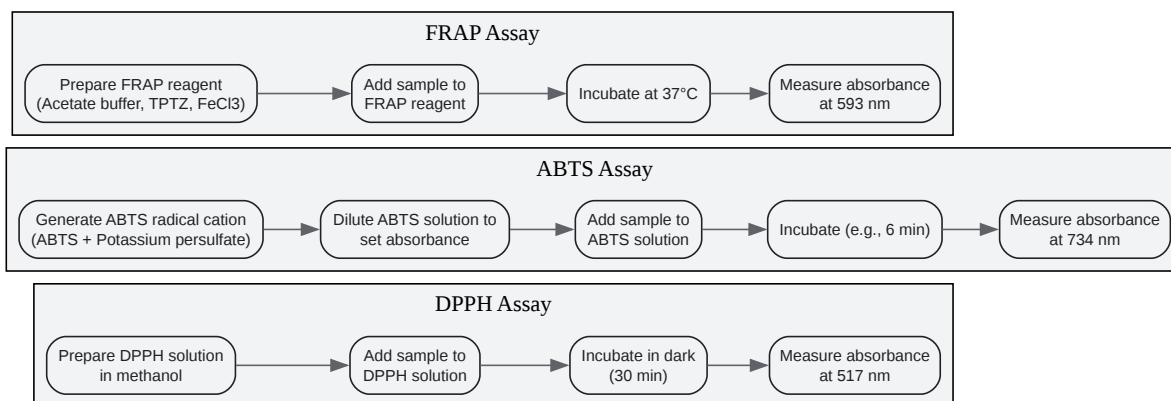 FRAP Assay
Prepare FRAP reagent
(Acetate buffer, TPTZ, FeCl3)
Add sample to
FRAP reagent
Incubate at 37°C
Measure absorbance
at 593 nm
ABTS Assay
Generate ABTS radical cation
(ABTS + Potassium persulfate)
Dilute ABTS solution to
set absorbance
Add sample to
ABTS solution
Incubate (e.g., 6 min)
Measure absorbance
at 734 nm
DPPH Assay
Prepare DPPH solution
in methanol
Add sample to
DPPH solution
Incubate in dark
(30 min)
Measure absorbance
at 517 nm